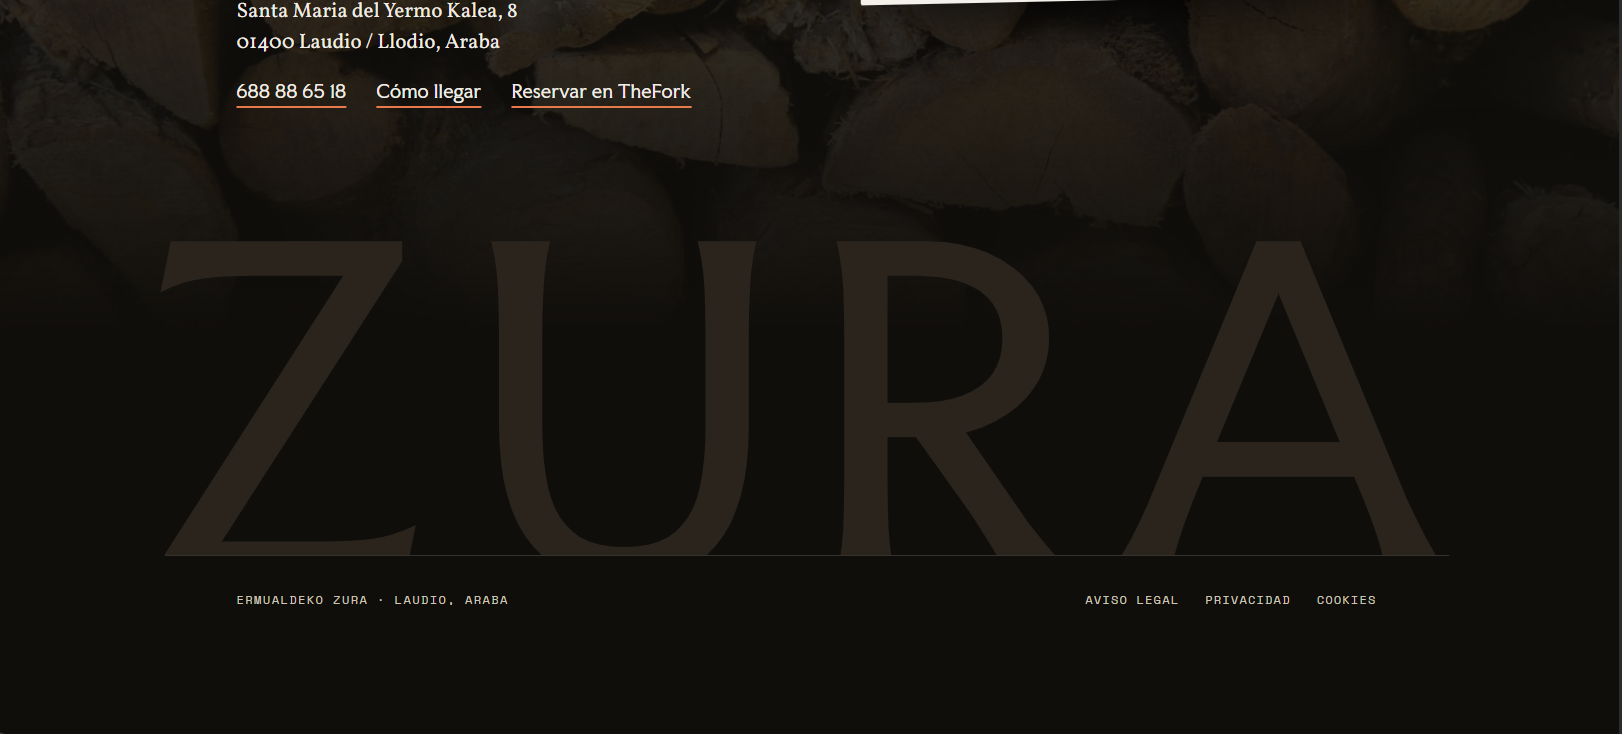 Santa Maria del Yermo Kalea, 8
01400 Laudio / Llodio, Araba
688 88 65 18 Cómo llegar Reservar en TheFork
ZURA
ERMUALDEKO ZURA · LAUDIO, ARABA
AVISO LEGAL PRIVACIDAD COOKIES